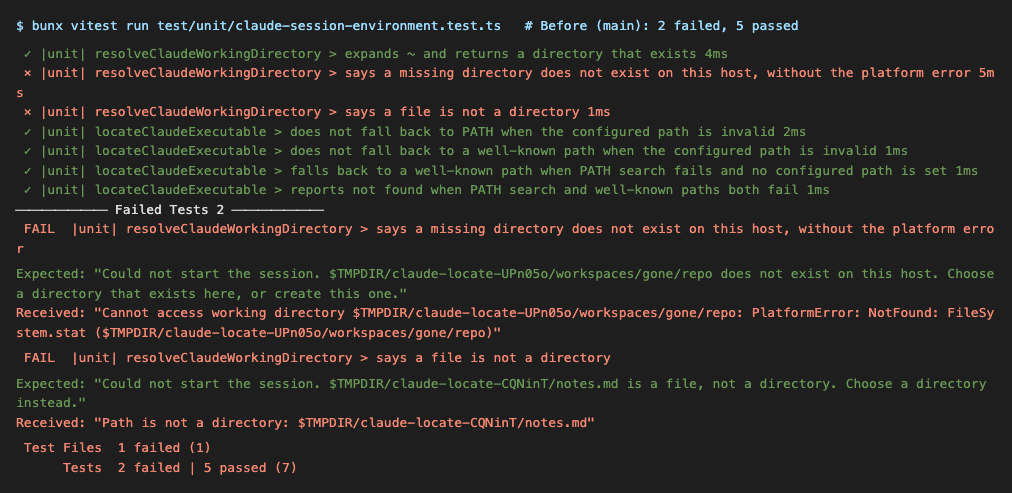 $ bunx vitest run test/unit/claude-session-environment.test.ts   # Before (main): 2 failed, 5 passed
✓ |unit| resolveClaudeWorkingDirectory > expands ~ and returns a directory that exists 4ms
× |unit| resolveClaudeWorkingDirectory > says a missing directory does not exist on this host, without the platform error 5m
s
× |unit| resolveClaudeWorkingDirectory > says a file is not a directory 1ms
✓ |unit| locateClaudeExecutable > does not fall back to PATH when the configured path is invalid 2ms
✓ |unit| locateClaudeExecutable > does not fall back to a well-known path when the configured path is invalid 1ms
✓ |unit| locateClaudeExecutable > falls back to a well-known path when PATH search fails and no configured path is set 1ms
✓ |unit| locateClaudeExecutable > reports not found when PATH search and well-known paths both fail 1ms
──────────── Failed Tests 2 ────────────
FAIL  |unit| resolveClaudeWorkingDirectory > says a missing directory does not exist on this host, without the platform erro
r
Expected: "Could not start the session. $TMPDIR/claude-locate-UPn05o/workspaces/gone/repo does not exist on this host. Choose
a directory that exists here, or create this one."
Received: "Cannot access working directory $TMPDIR/claude-locate-UPn05o/workspaces/gone/repo: PlatformError: NotFound: FileSy
stem.stat ($TMPDIR/claude-locate-UPn05o/workspaces/gone/repo)"
FAIL  |unit| resolveClaudeWorkingDirectory > says a file is not a directory
Expected: "Could not start the session. $TMPDIR/claude-locate-CQNinT/notes.md is a file, not a directory. Choose a directory
instead."
Received: "Path is not a directory: $TMPDIR/claude-locate-CQNinT/notes.md"
Test Files  1 failed (1)
Tests  2 failed | 5 passed (7)